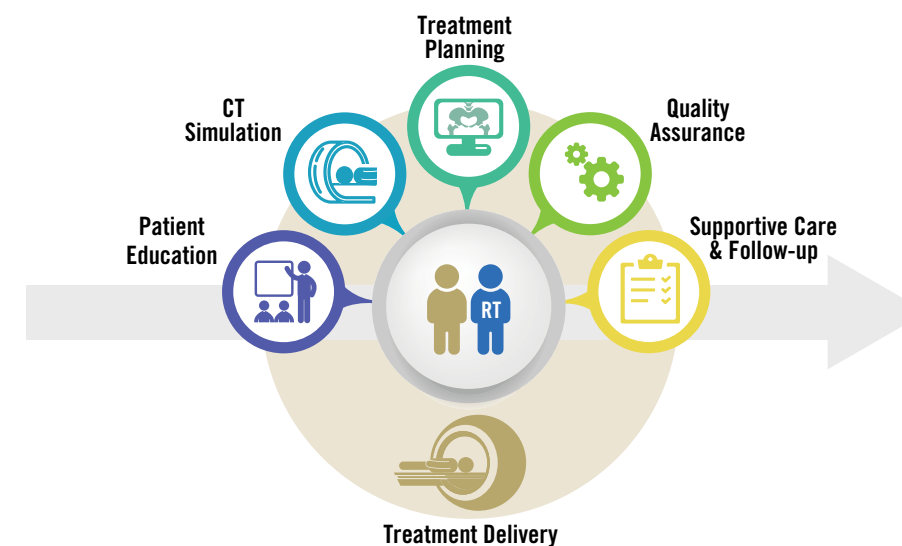 Treatment
Planning
CT
Simulation
Quality
Assurance
Patient
Education
Supportive Care
& Follow-up
RT
Treatment Delivery